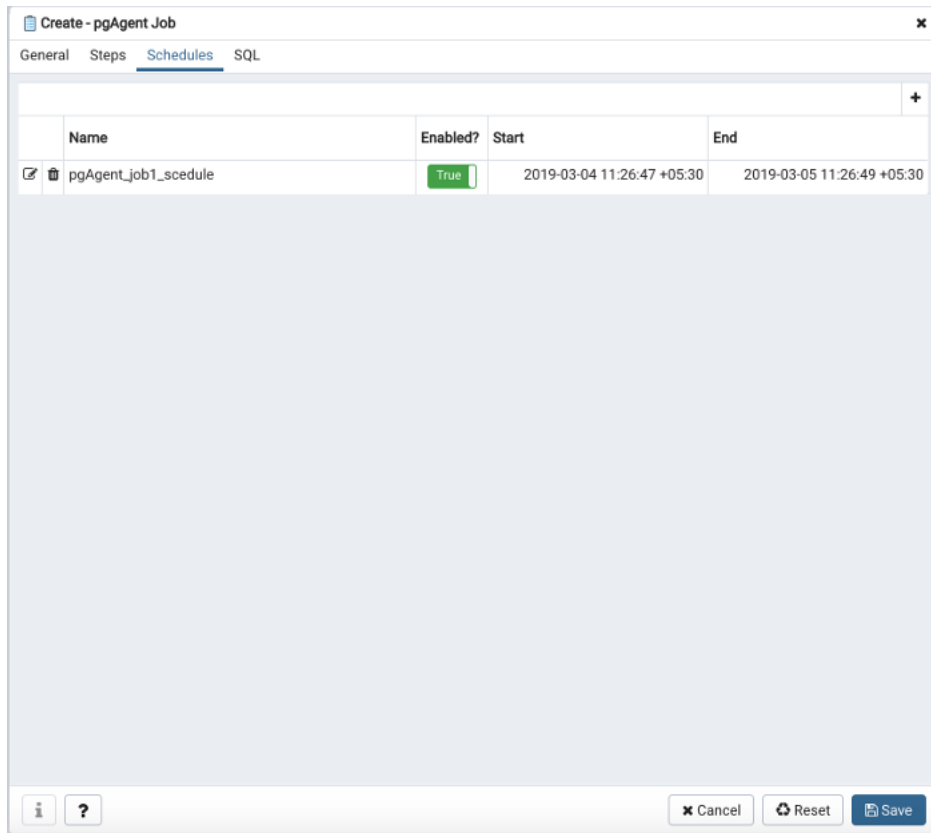 Create - pgAgent Job
General Steps Schedules SQL
Name Enabled? Start End
pgAgent_job1_scedule True 2019-03-04 11:26:47 +05:30 2019-03-05 11:26:49 +05:30
i ? Cancel Reset Save